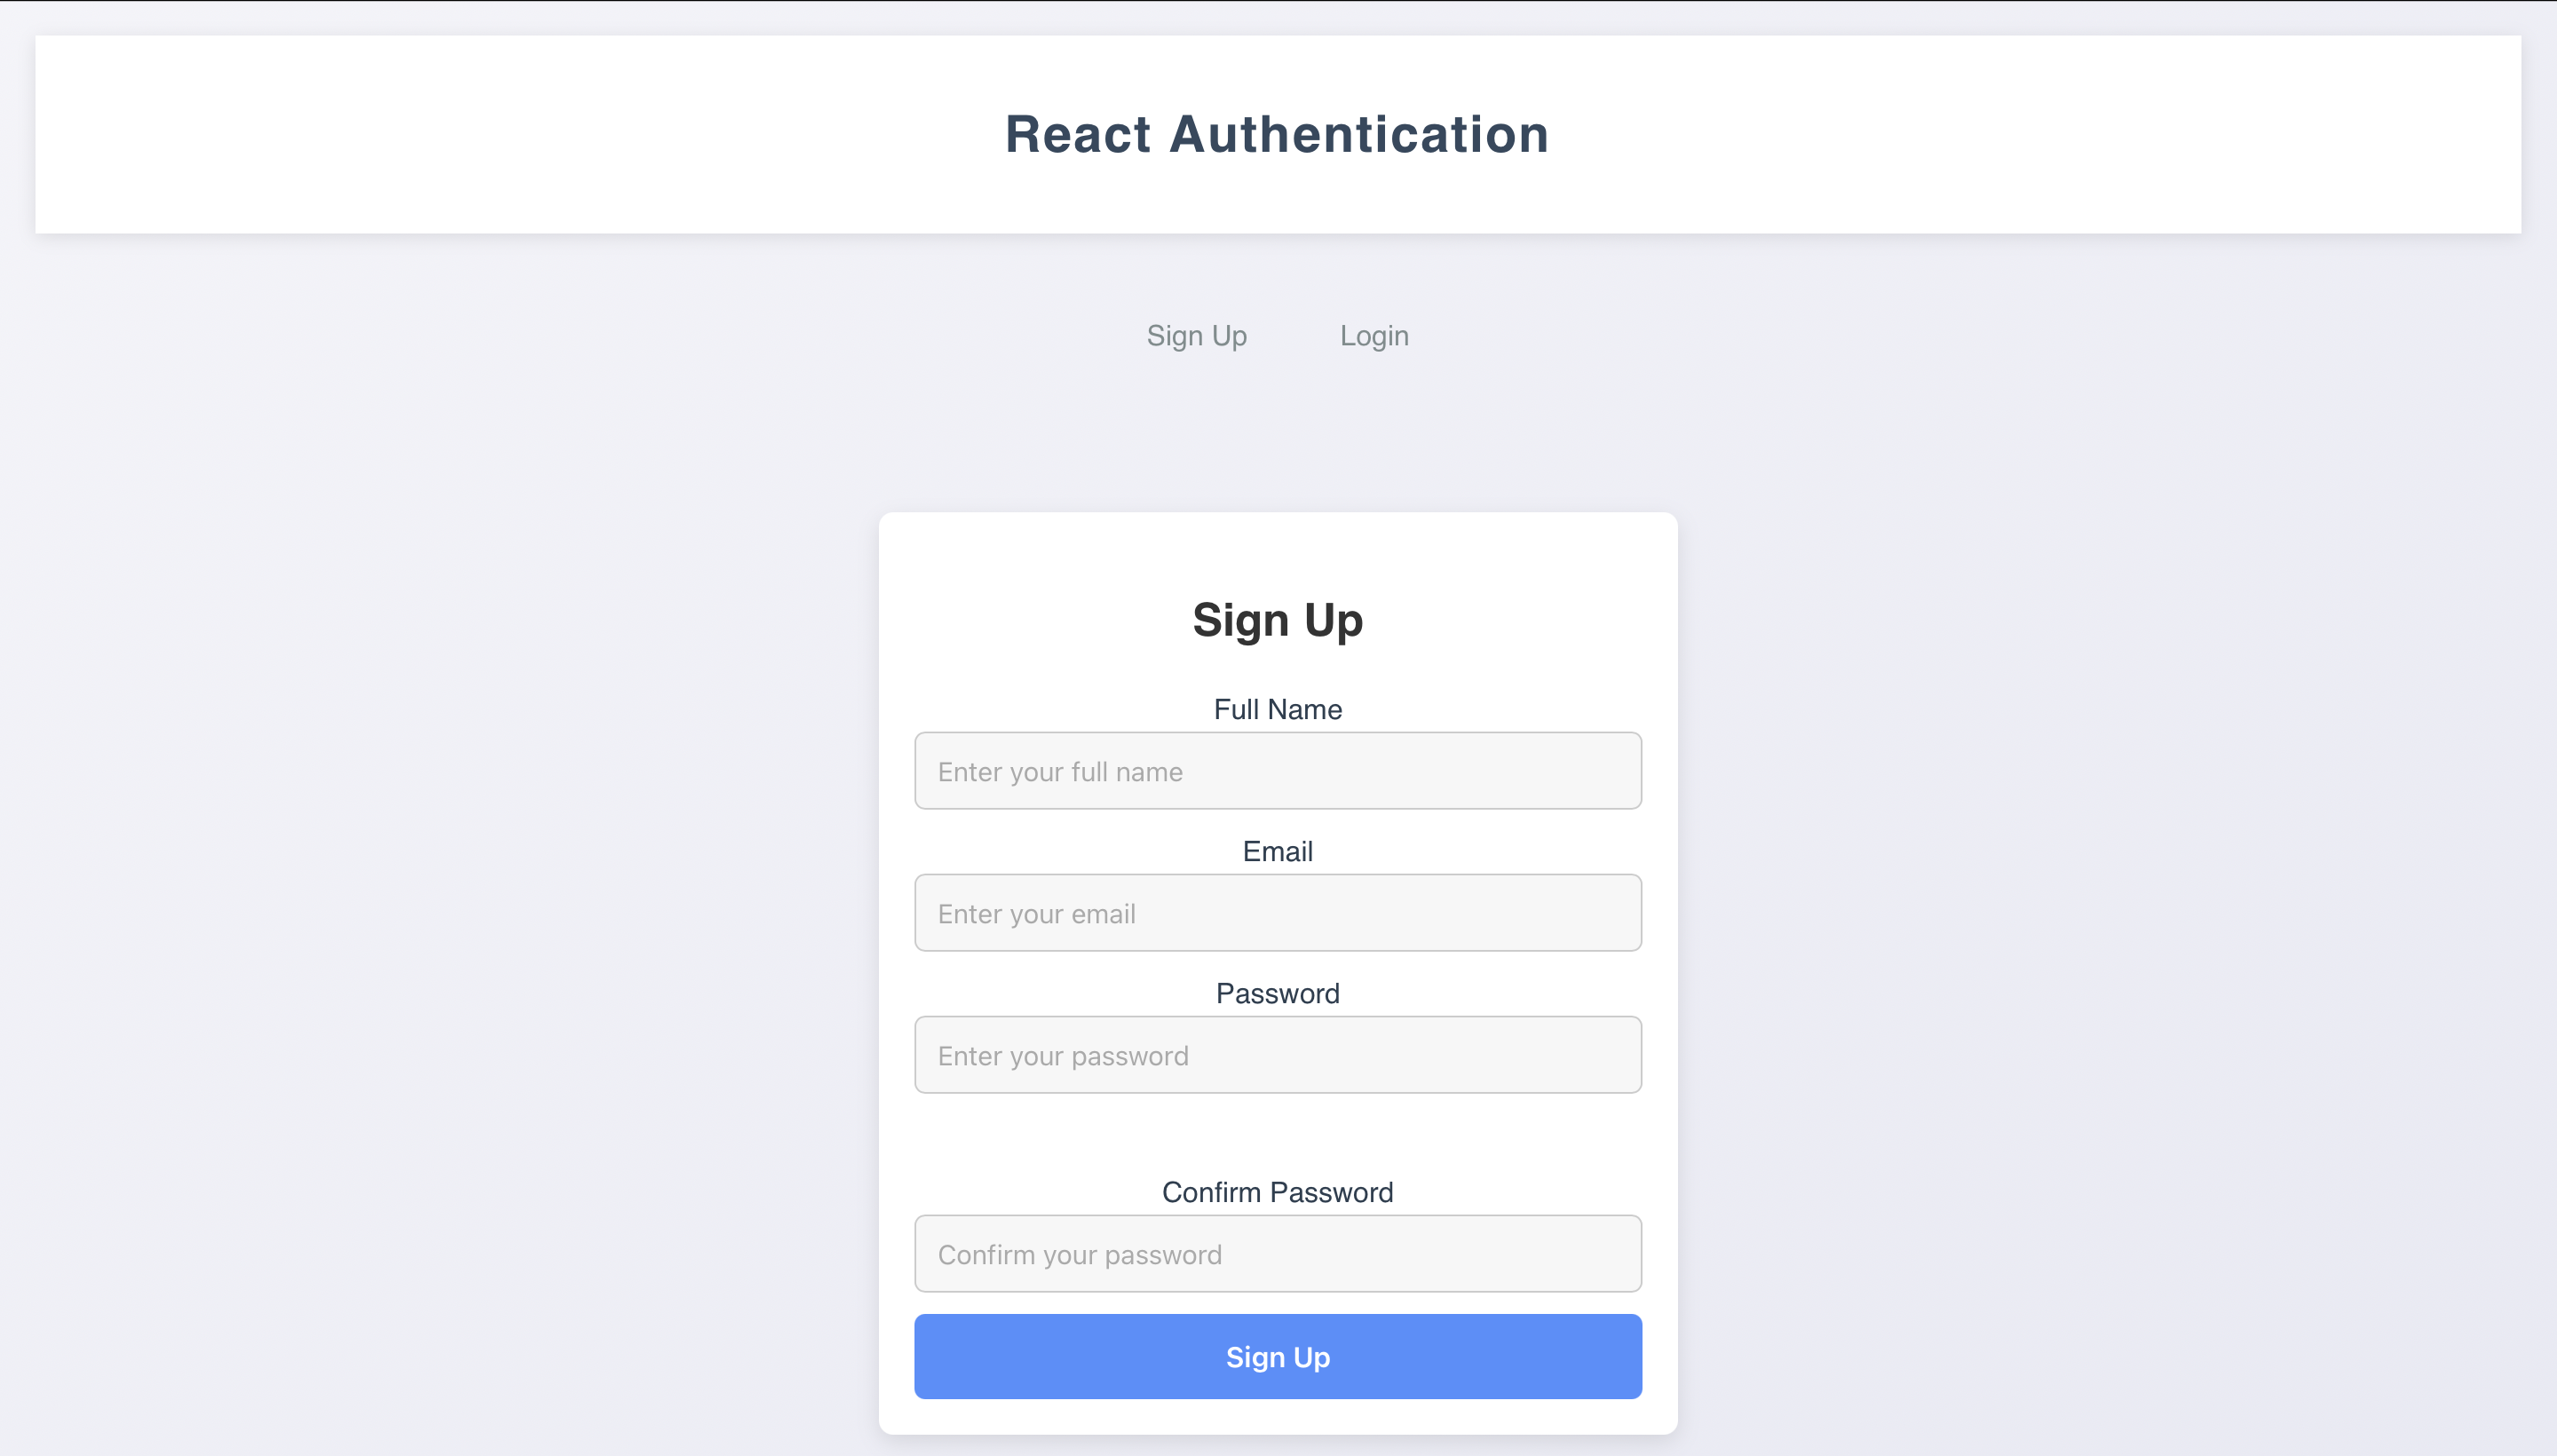 React Authentication
Sign Up Login
Sign Up
Full Name
Enter your full name
Email
Enter your email
Password
Enter your password
Confirm Password
Confirm your password
Sign Up